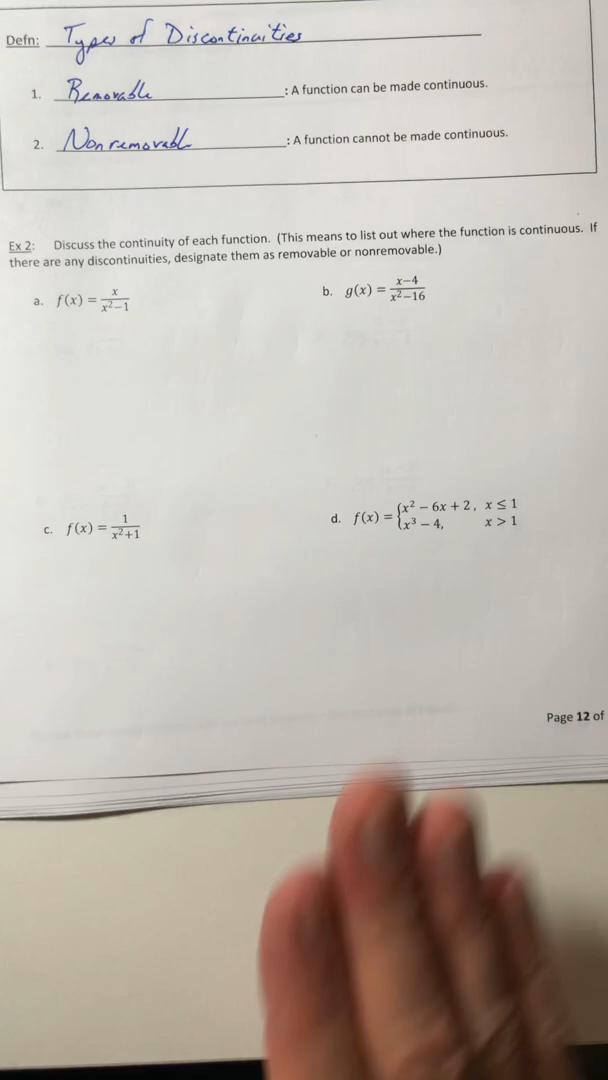 Defn: Types of Discontinuities
1. Removable : A function can be made continuous.
2. Nonremovable : A function cannot be made continuous.
Ex 2: Discuss the continuity of each function. (This means to list out where the function is continuous. If
there are any discontinuities, designate them as removable or nonremovable.)
a. f(x) = x/(x²−1)
b. g(x) = x−4/(x²−16)
c. f(x) = 1/(x²+1)
d. f(x) = { x² − 6x + 2, x ≤ 1
x³ − 4, x > 1
Page 12 of